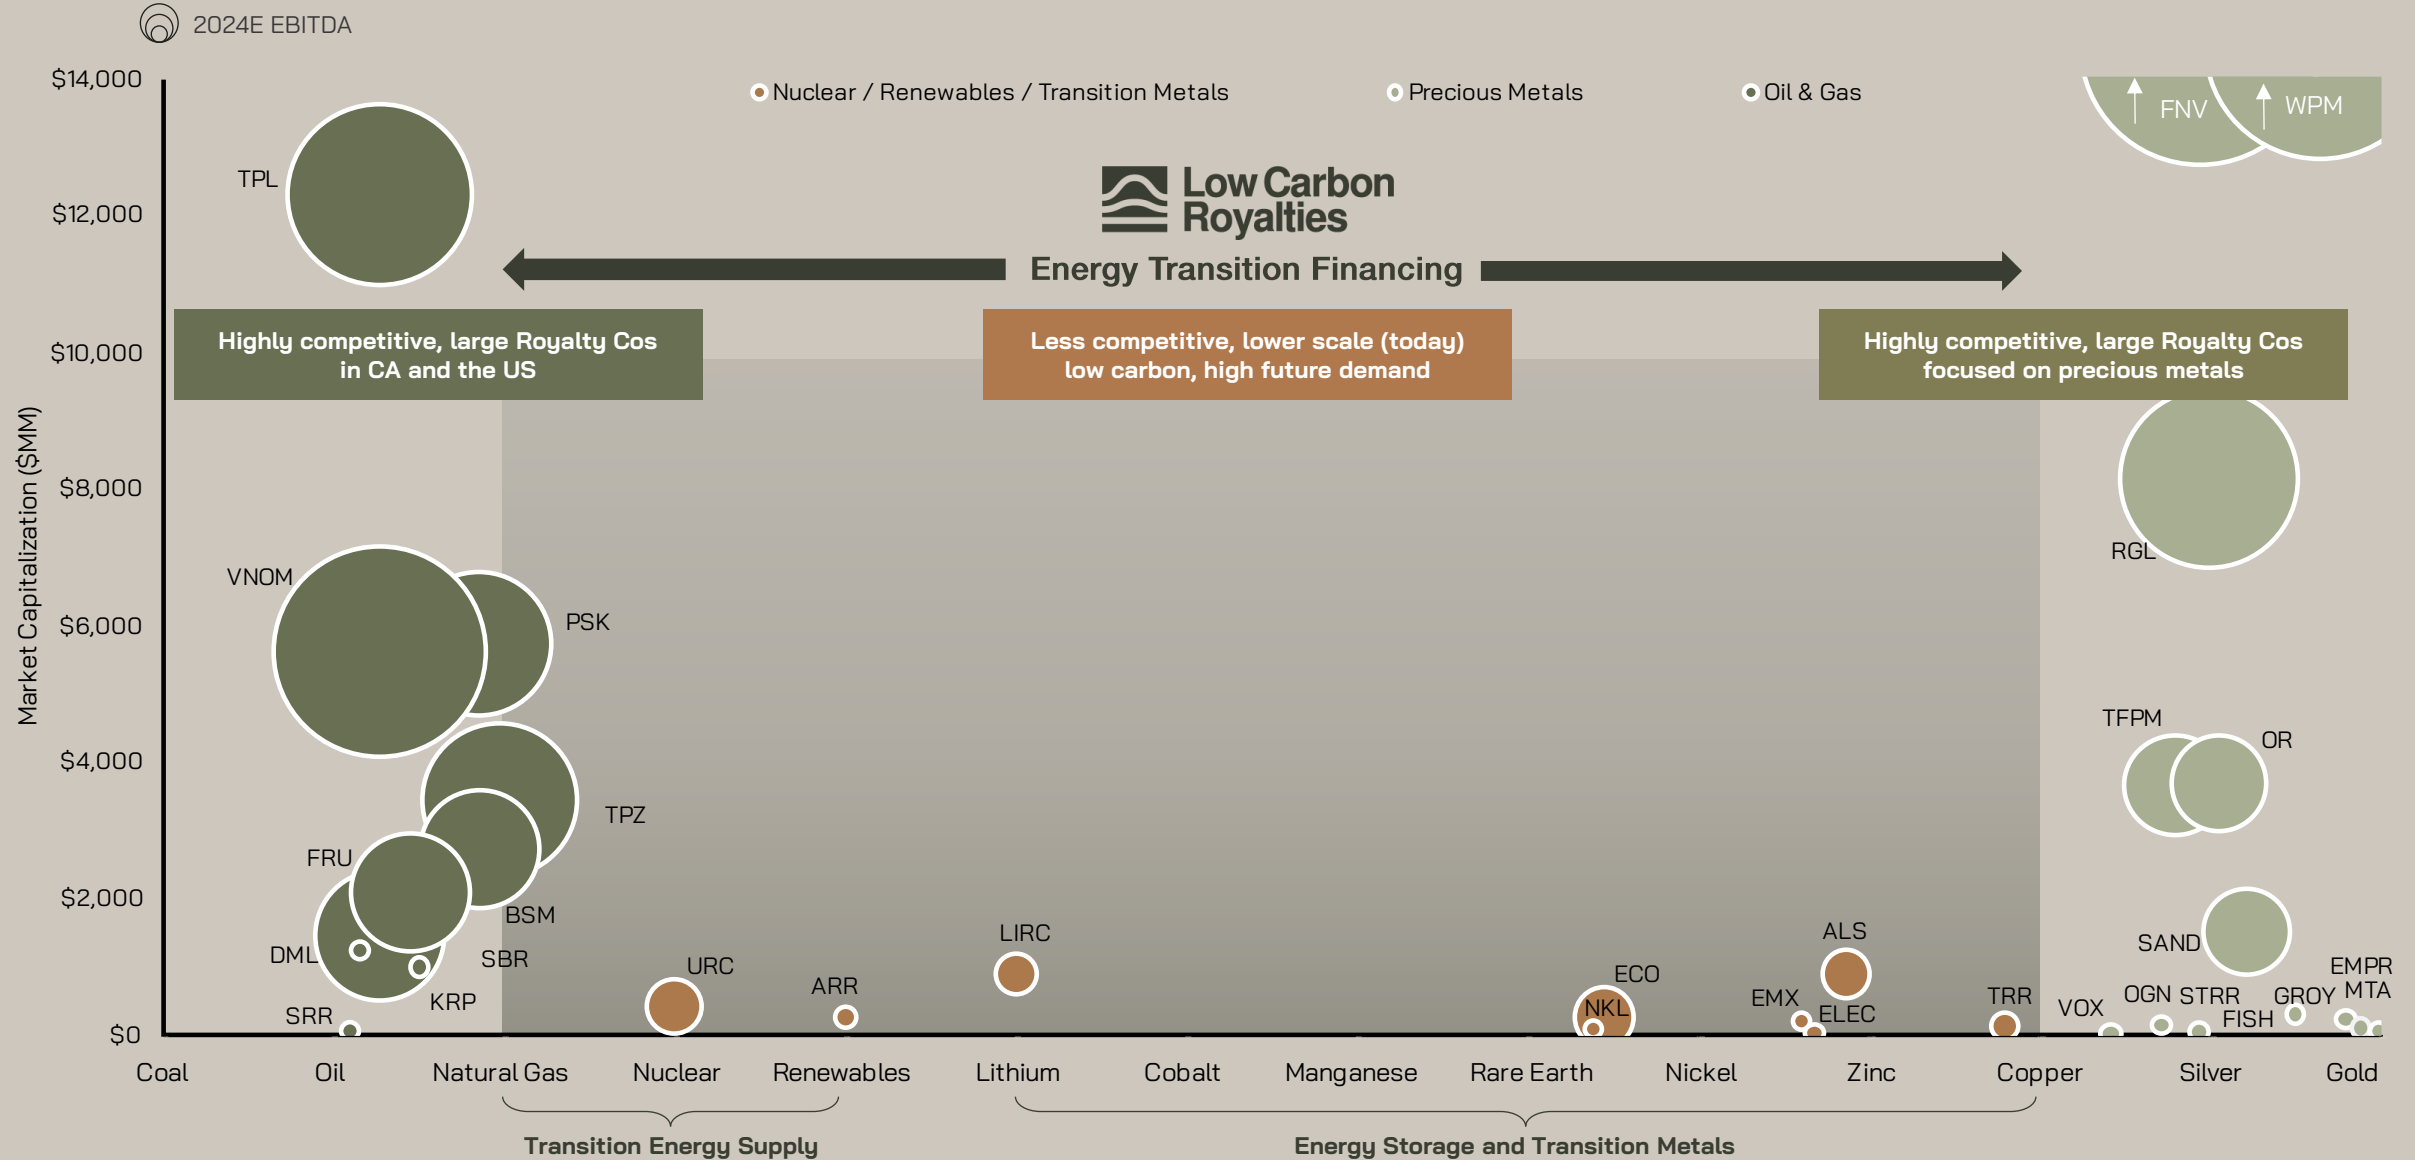 2024E EBITDA
Nuclear / Renewables / Transition Metals
Precious Metals
Oil & Gas
Market Capitalization ($MM)
$14,000
$12,000
$10,000
$8,000
$6,000
$4,000
$2,000
$0
Low Carbon
Royalties
Energy Transition Financing
Highly competitive, large Royalty Cos
in CA and the US
Less competitive, lower scale (today)
low carbon, high future demand
Highly competitive, large Royalty Cos
focused on precious metals
TPL
VNOM
PSK
TPZ
FRU
BSM
DML
SBR
KRP
SRR
URC
ARR
LIRC
ECO
NKL
ALS
EMX
ELEC
TRR
FNV
WPM
RGL
TFPM
OR
SAND
VOX
OGN
STRR
FISH
GROY
EMPR
MTA
Coal
Oil
Natural Gas
Nuclear
Renewables
Lithium
Cobalt
Manganese
Rare Earth
Nickel
Zinc
Copper
Silver
Gold
Transition Energy Supply
Energy Storage and Transition Metals